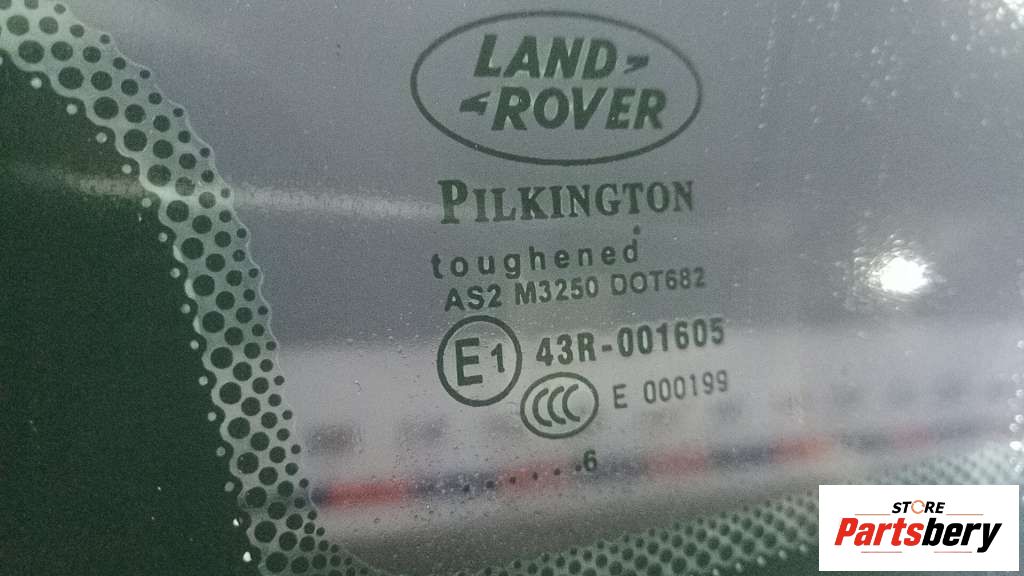 LAND
ROVER
PILKINGTON
toughened
AS2 M3250 DOT682
E1 43R-001605
CCC E 000199
.....6
STORE
Partsbery